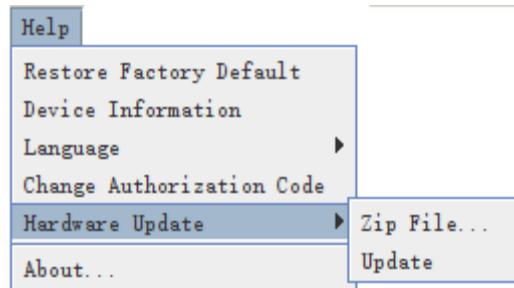 Help
Restore Factory Default
Device Information
Language
Change Authorization Code
Hardware Update
Zip File...
Update
About...